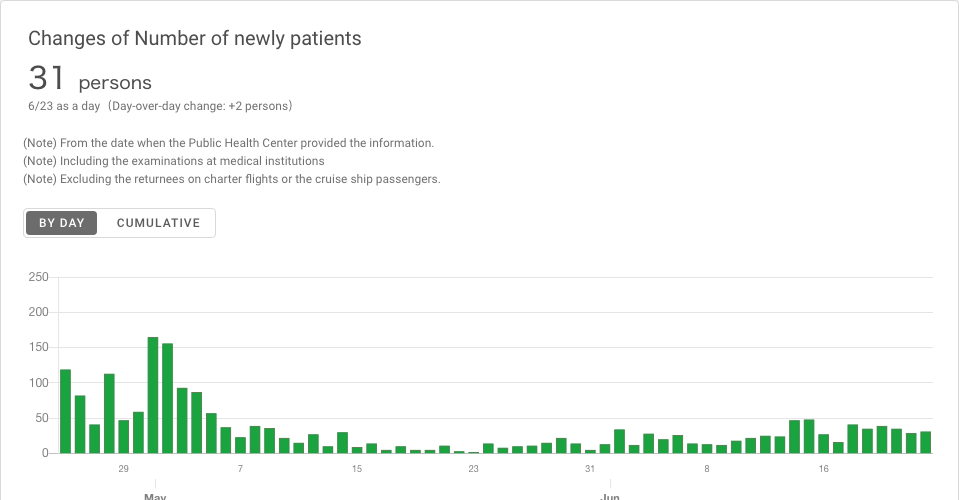 Changes of Number of newly patients
31 persons
6/23 as a day（Day-over-day change: +2 persons）
(Note) From the date when the Public Health Center provided the information.
(Note) Including the examinations at medical institutions
(Note) Excluding the returnees on charter flights or the cruise ship passengers.
BY DAY CUMULATIVE
250
200
150
100
50
0
29 7 15 23 31 8 16
May Jun